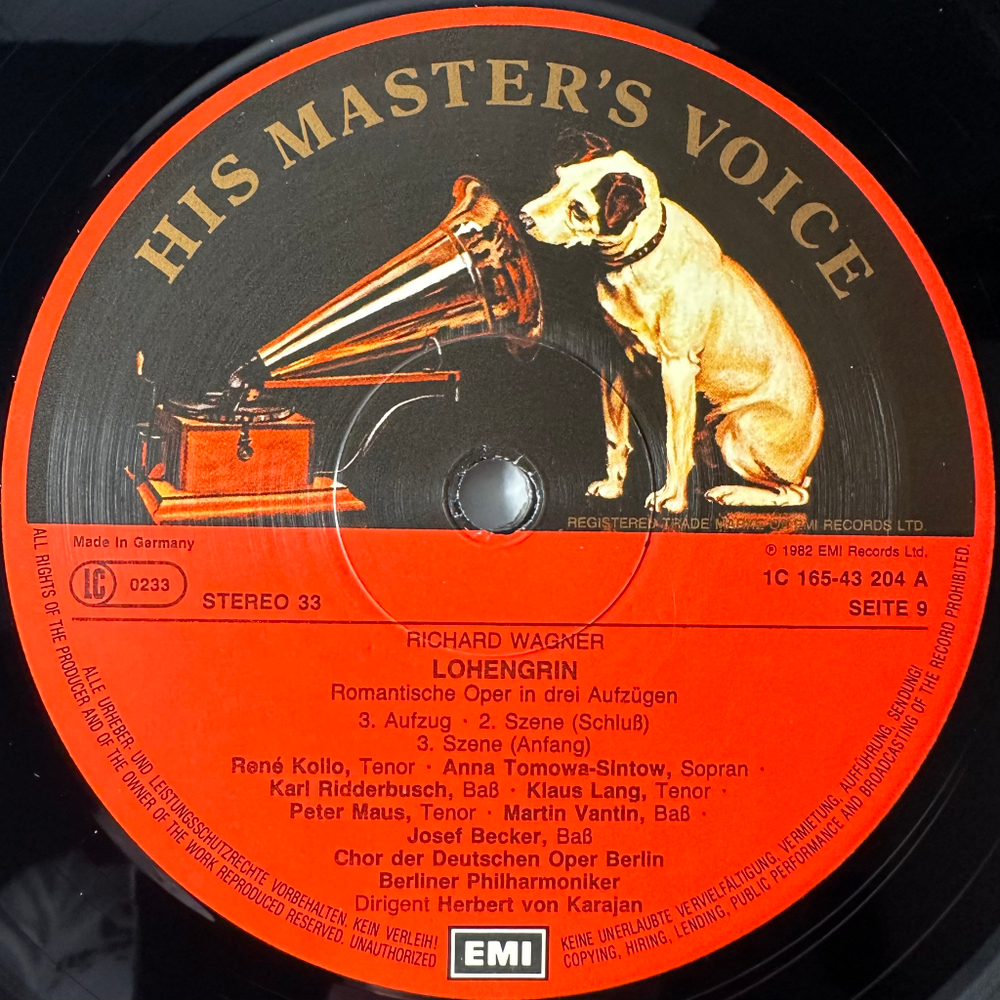 HIS MASTER'S VOICE
REGISTERED TRADE MARKS OF EMI RECORDS LTD.
Made In Germany
℗ 1982 EMI Records Ltd.
LC 0233
STEREO 33
1C 165-43 204 A
SEITE 9
RICHARD WAGNER
LOHENGRIN
Romantische Oper in drei Aufzügen
3. Aufzug · 2. Szene (Schluß)
3. Szene (Anfang)
René Kollo, Tenor · Anna Tomowa-Sintow, Sopran ·
Karl Ridderbusch, Baß · Klaus Lang, Tenor ·
Peter Maus, Tenor · Martin Vantin, Baß ·
Josef Becker, Baß
Chor der Deutschen Oper Berlin
Berliner Philharmoniker
Dirigent Herbert von Karajan
EMI
ALLE URHEBER- UND LEISTUNGSSCHUTZRECHTE VORBEHALTEN. KEIN VERLEIH! KEINE UNERLAUBTE VERVIELFÄLTIGUNG, VERMIETUNG, AUFFÜHRUNG, SENDUNG!
ALL RIGHTS OF THE PRODUCER AND OF THE OWNER OF THE WORK REPRODUCED RESERVED. UNAUTHORIZED COPYING, HIRING, LENDING, PUBLIC PERFORMANCE AND BROADCASTING OF THE RECORD PROHIBITED.